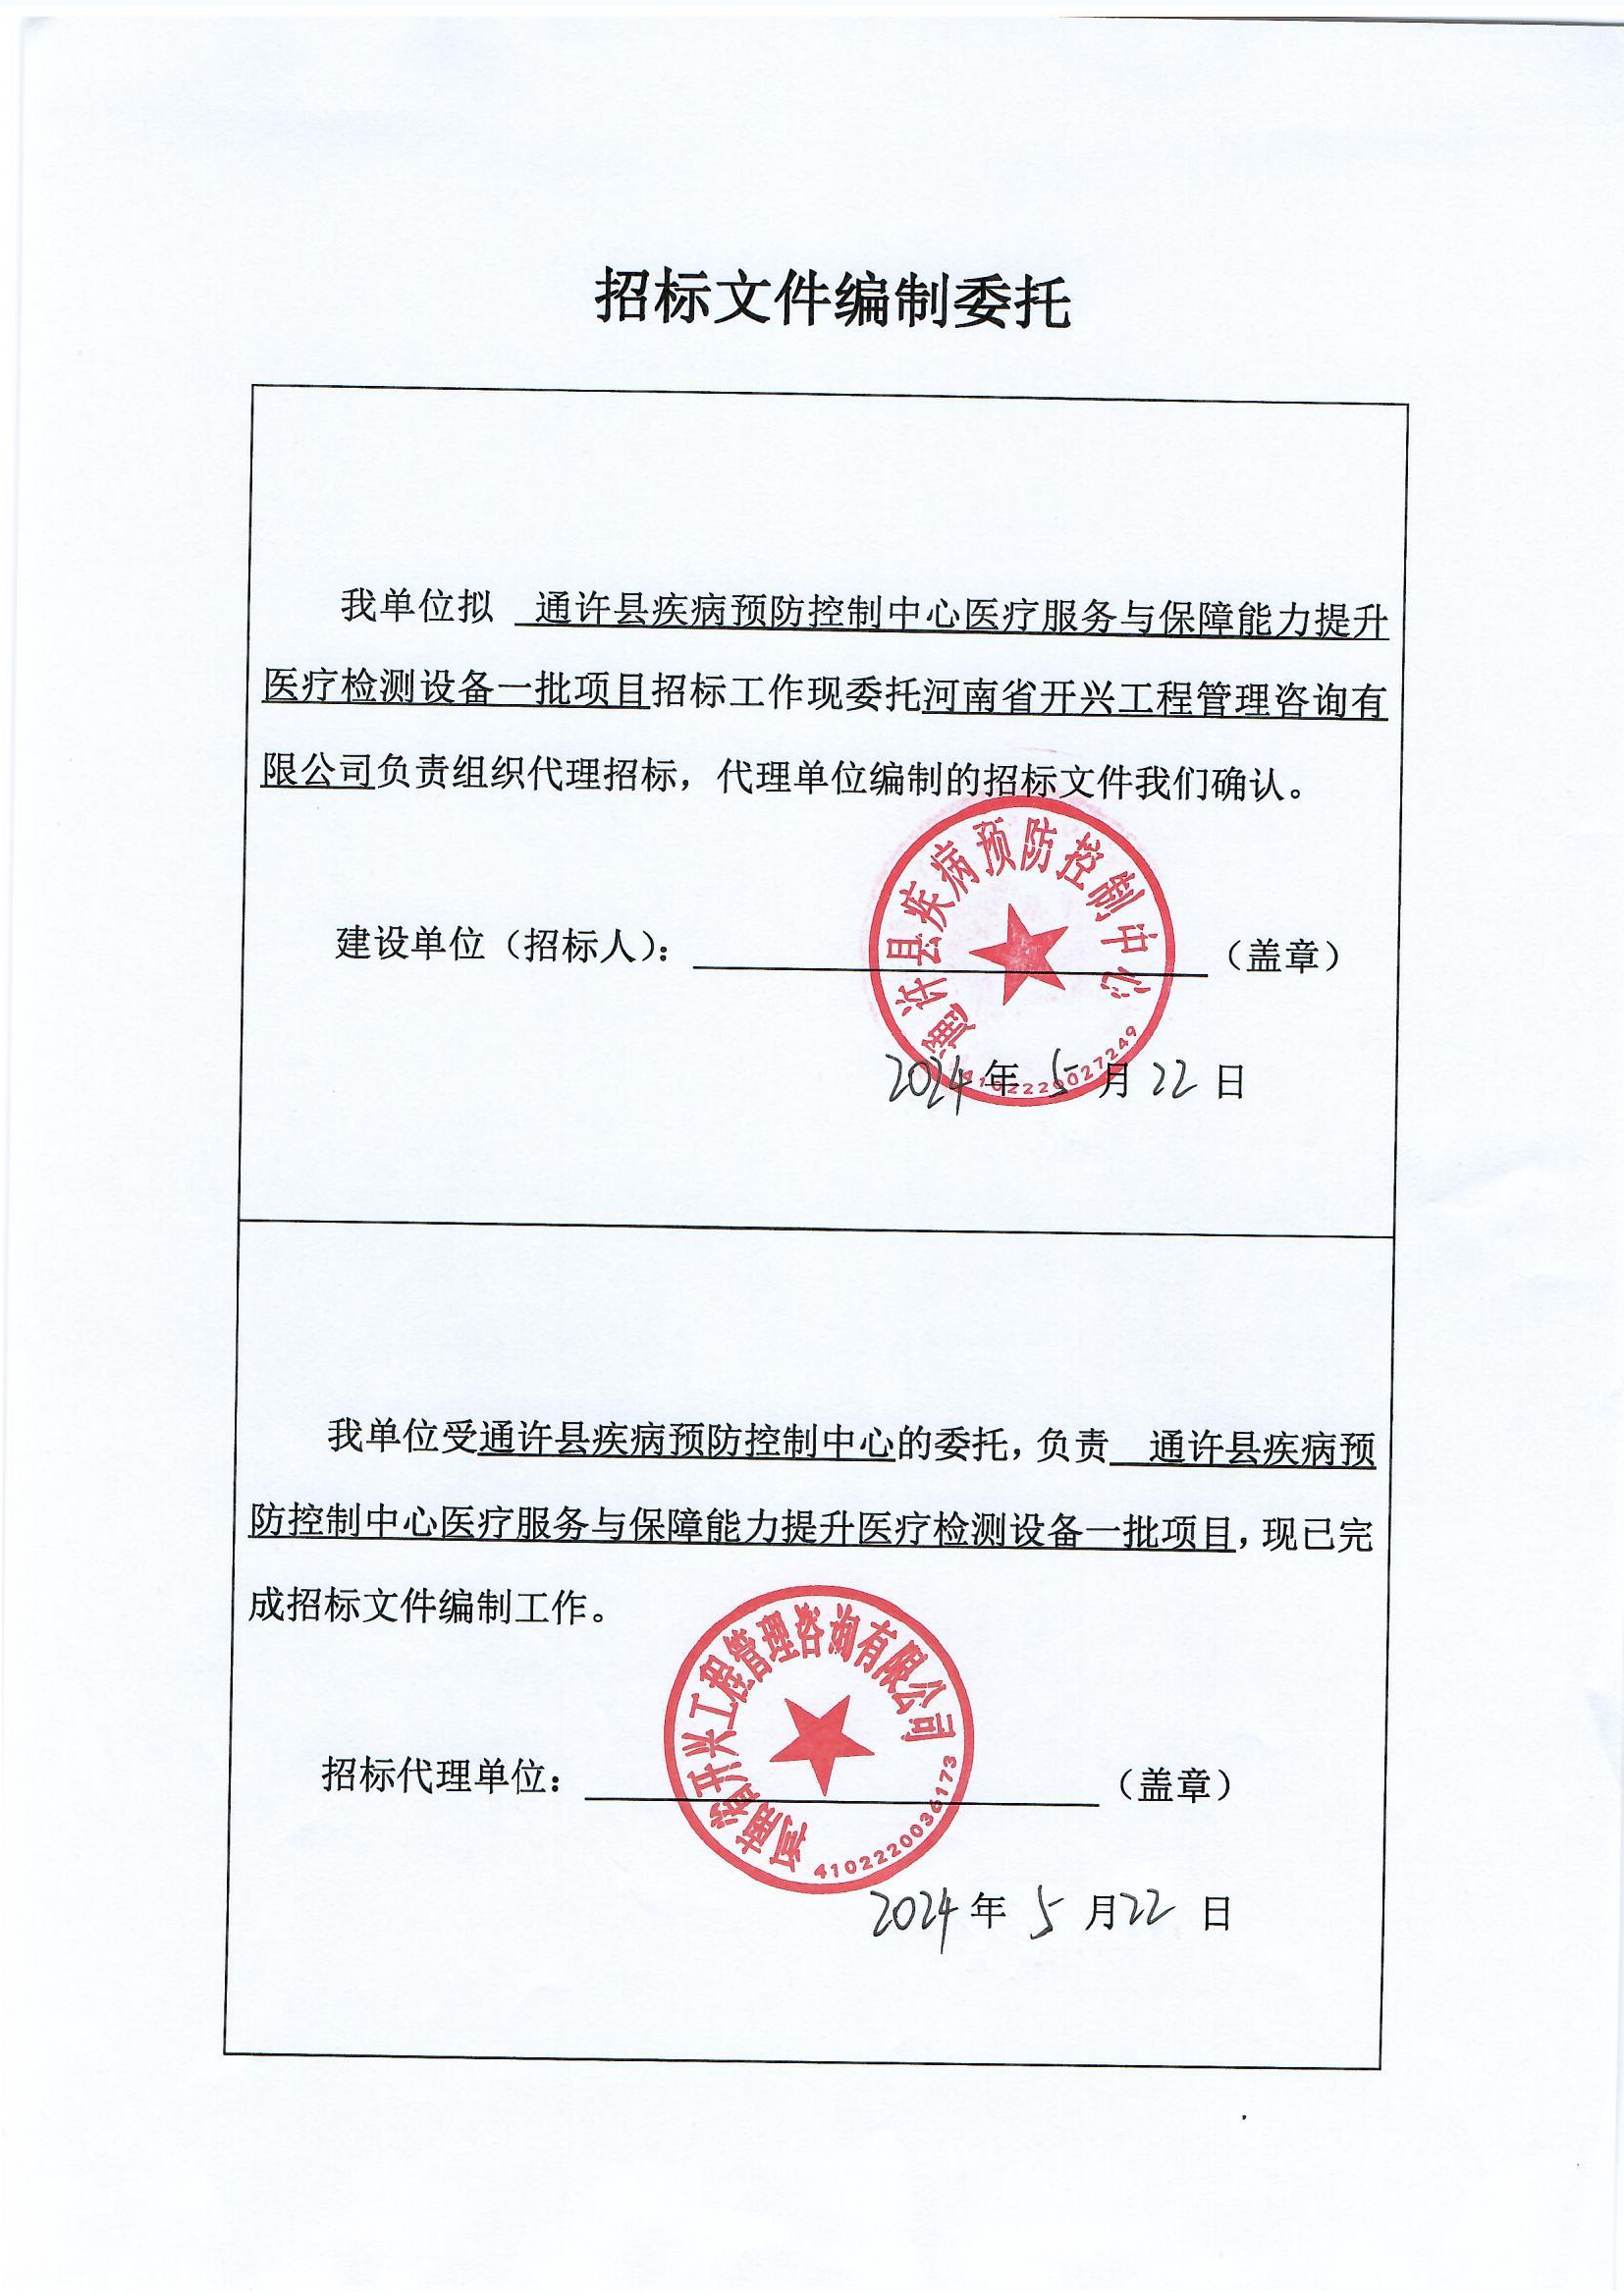 招标文件编制委托
我单位拟 通许县疾病预防控制中心医疗服务与保障能力提升
医疗检测设备一批项目招标工作现委托河南省开兴工程管理咨询有
限公司负责组织代理招标，代理单位编制的招标文件我们确认。
建设单位（招标人）： （盖章）
通许县疾病预防控制中心
4102220027249
2024 年 5 月 22 日
我单位受通许县疾病预防控制中心的委托，负责 通许县疾病预
防控制中心医疗服务与保障能力提升医疗检测设备一批项目，现已完
成招标文件编制工作。
招标代理单位： （盖章）
河南省开兴工程管理咨询有限公司
4102220036173
2024 年 5 月 22 日